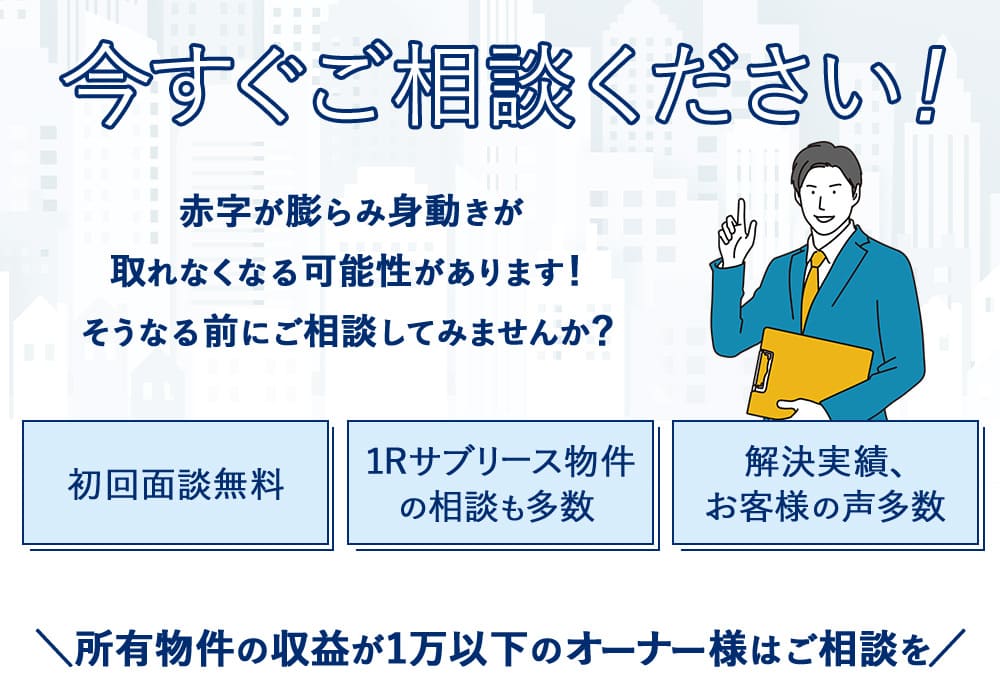 今すぐご相談ください!
赤字が膨らみ身動きが
取れなくなる可能性があります!
そうなる前にご相談してみませんか?
初回面談無料
1Rサブリース物件
の相談も多数
解決実績、
お客様の声多数
\所有物件の収益が1万以下のオーナー様はご相談を/